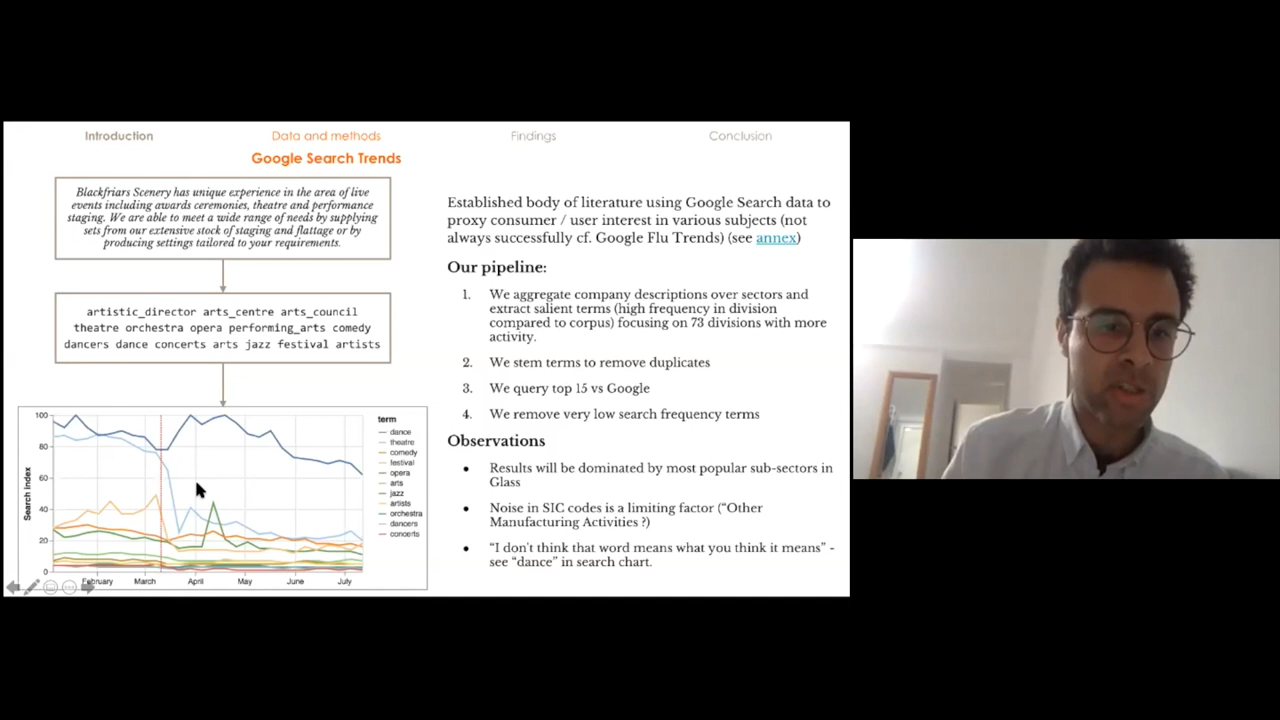 Introduction
Data and methods
Findings
Conclusion
Google Search Trends
Blackfriars Scenery has unique experience in the area of live
events including awards ceremonies, theatre and performance
staging. We are able to meet a wide range of needs by supplying
sets from our extensive stock of staging and flattage or by
producing settings tailored to your requirements.
artistic_director arts_centre arts_council
theatre orchestra opera performing_arts comedy
dancers dance concerts arts jazz festival artists
100
80
60
40
20
0
Search index
February
March
April
May
June
July
term
dance
theatre
comedy
festival
opera
arts
jazz
artists
orchestra
dancers
concerts
Established body of literature using Google Search data to
proxy consumer / user interest in various subjects (not
always successfully cf. Google Flu Trends) (see annex)
Our pipeline:
1. We aggregate company descriptions over sectors and
extract salient terms (high frequency in division
compared to corpus) focusing on 73 divisions with more
activity.
2. We stem terms to remove duplicates
3. We query top 15 vs Google
4. We remove very low search frequency terms
Observations
● Results will be dominated by most popular sub-sectors in
Glass
● Noise in SIC codes is a limiting factor (“Other
Manufacturing Activities ?)
● “I don't think that word means what you think it means” -
see “dance” in search chart.